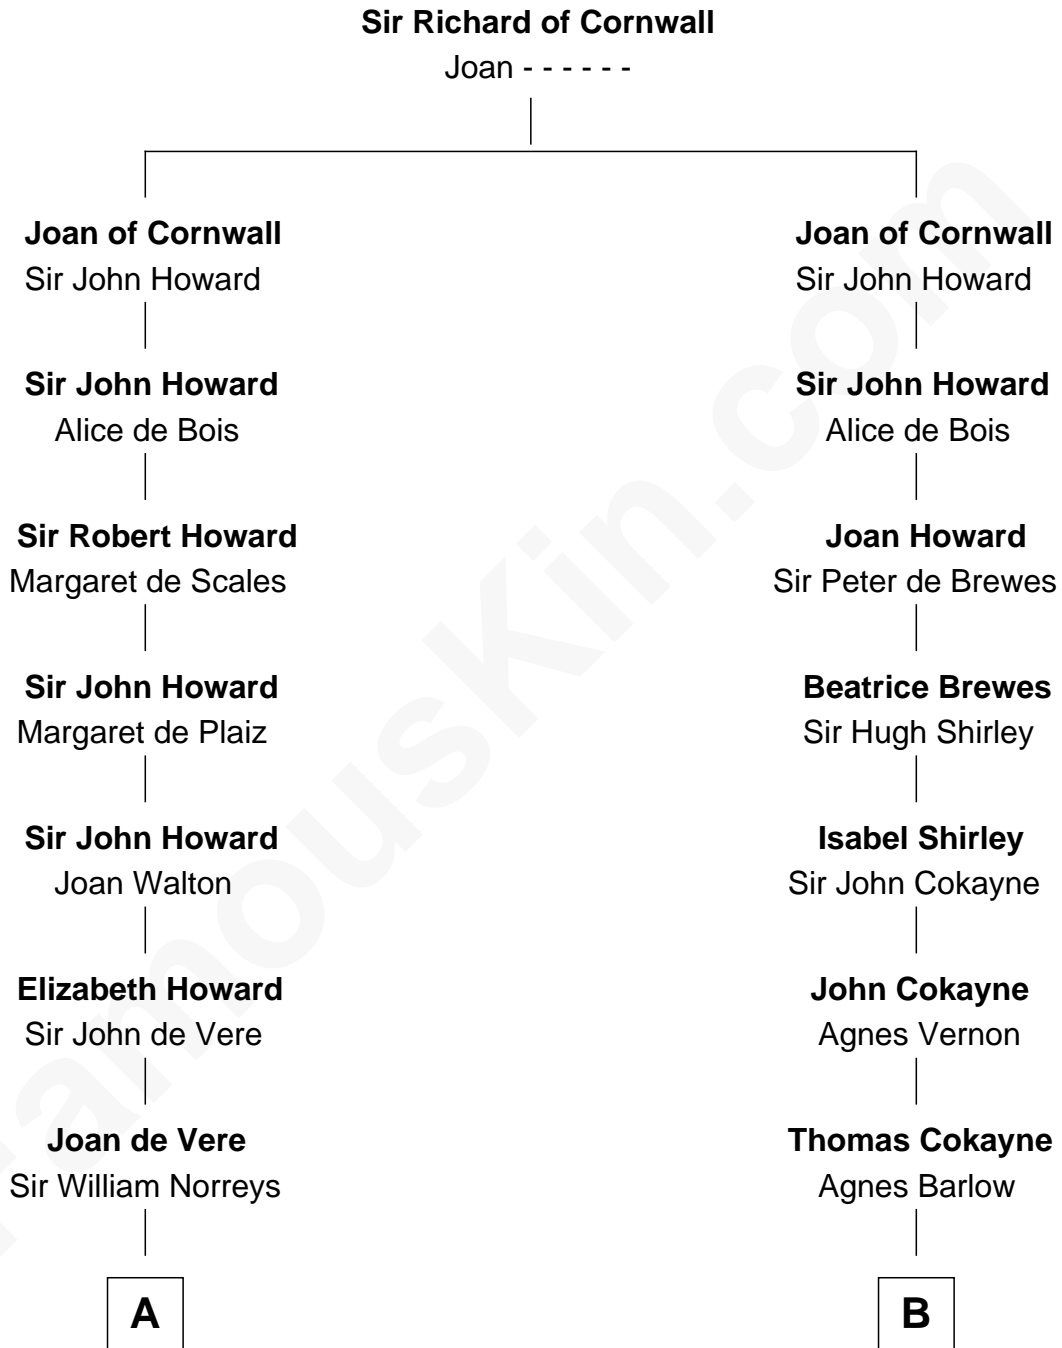 Sir Richard of Cornwall
Joan - - - - - -
Joan of Cornwall
Sir John Howard
Sir John Howard
Alice de Bois
Sir Robert Howard
Margaret de Scales
Sir John Howard
Margaret de Plaiz
Sir John Howard
Joan Walton
Elizabeth Howard
Sir John de Vere
Joan de Vere
Sir William Norreys
A
Joan of Cornwall
Sir John Howard
Sir John Howard
Alice de Bois
Joan Howard
Sir Peter de Brewes
Beatrice Brewes
Sir Hugh Shirley
Isabel Shirley
Sir John Cokayne
John Cokayne
Agnes Vernon
Thomas Cokayne
Agnes Barlow
B
FamousKin.com